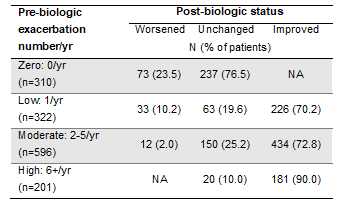 Pre-biologic exacerbation number/yr
Post-biologic status
Worsened Unchanged Improved
N (% of patients)
Zero: 0/yr
(n=310)
73 (23.5) 237 (76.5) NA
Low: 1/yr
(n=322)
33 (10.2) 63 (19.6) 226 (70.2)
Moderate: 2-5/yr
(n=596)
12 (2.0) 150 (25.2) 434 (72.8)
High: 6+/yr
(n=201)
NA 20 (10.0) 181 (90.0)